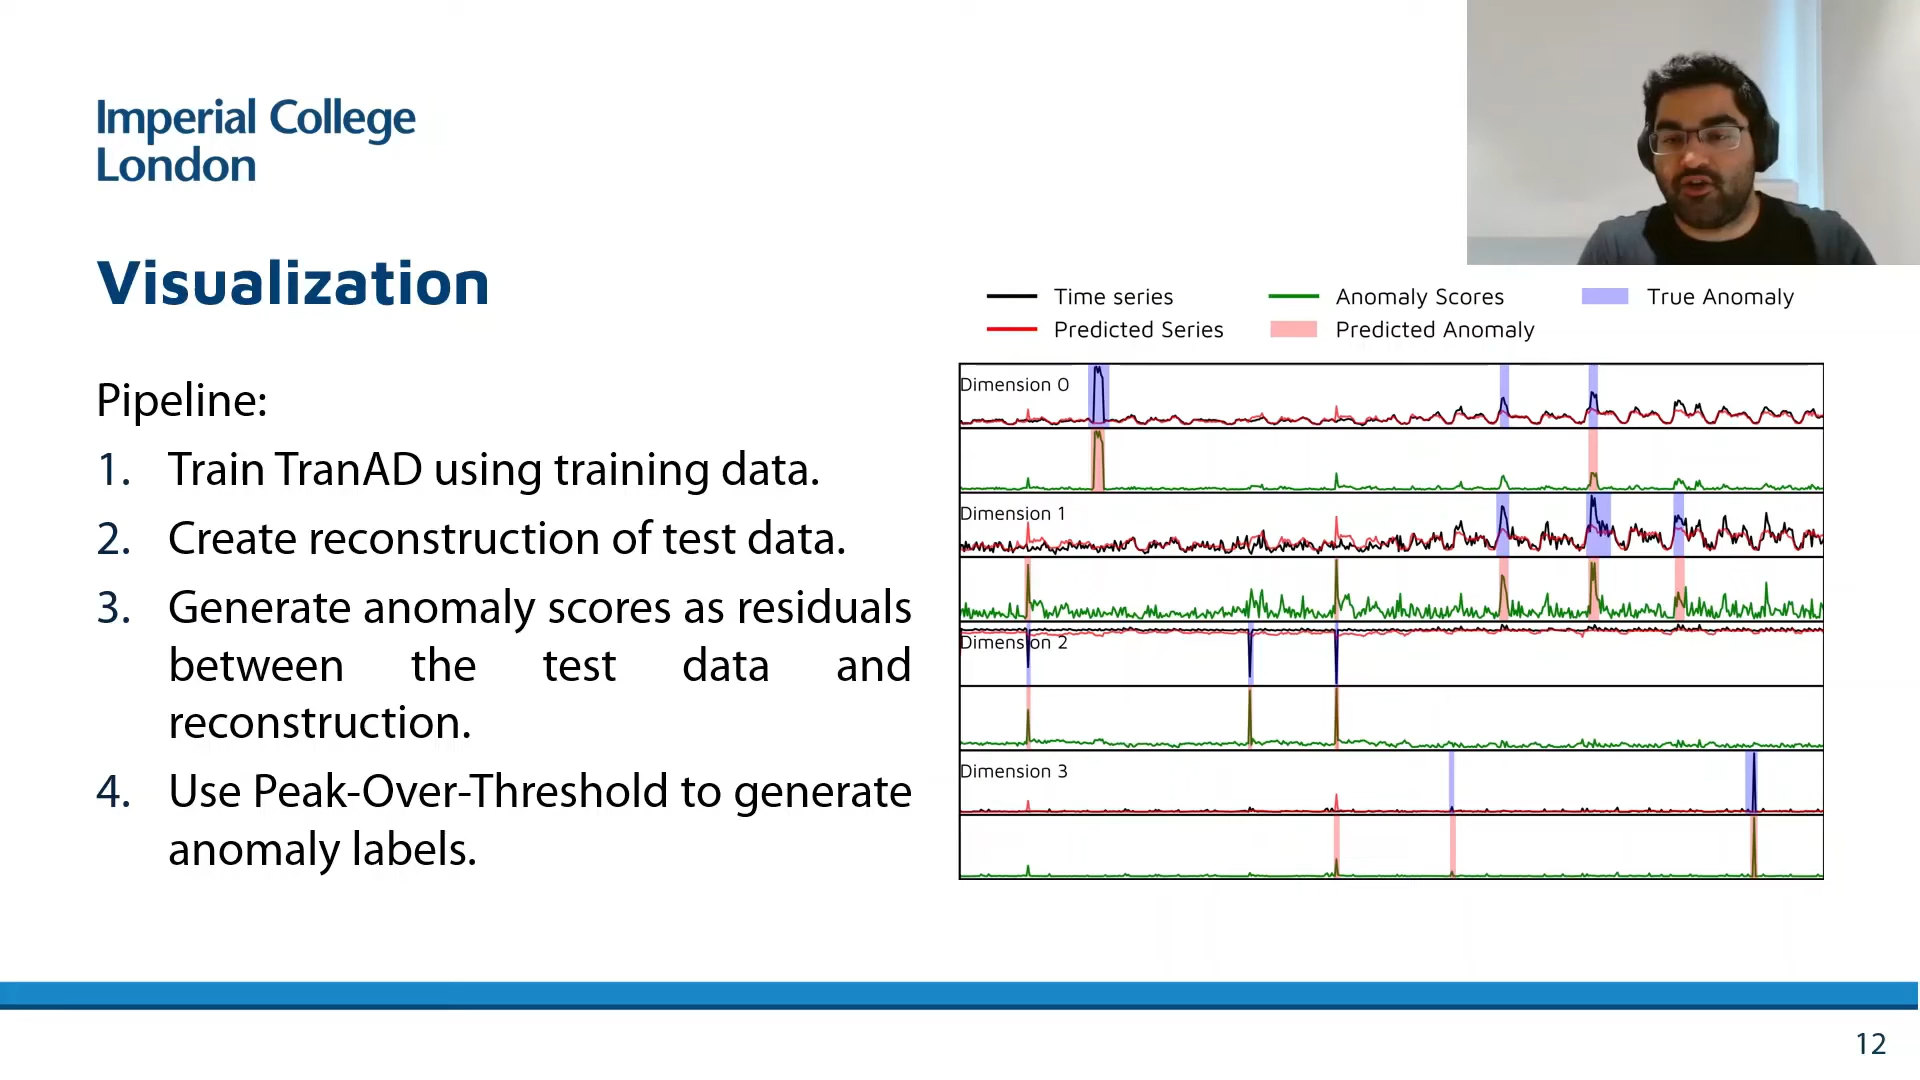 Imperial College
London
Visualization
Pipeline:
1. Train TranAD using training data.
2. Create reconstruction of test data.
3. Generate anomaly scores as residuals
between the test data and
reconstruction.
4. Use Peak-Over-Threshold to generate
anomaly labels.
Time series
Anomaly Scores
True Anomaly
Predicted Series
Predicted Anomaly
Dimension 0
Dimension 1
Dimension 2
Dimension 3
12